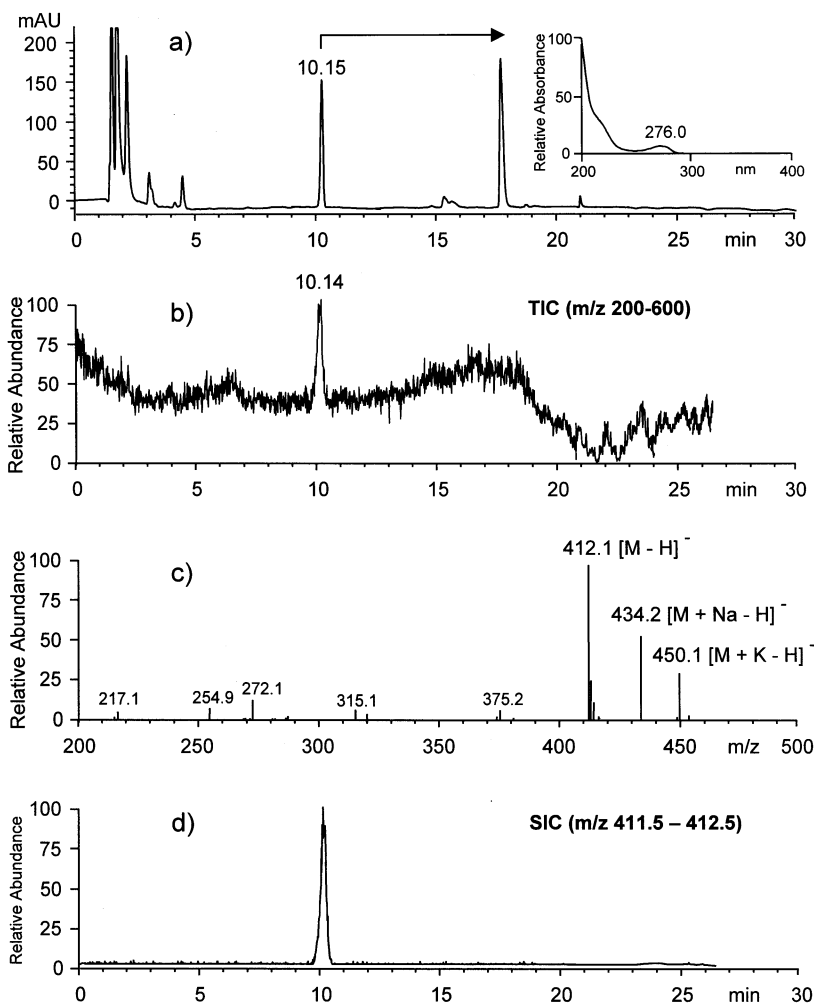 mAU
a)
200
150
100
50
0
10.15
0 5 10 15 20 25 min 30
Relative Absorbance
100
50
0
276.0
200 300 nm 400
b)
10.14
TIC (m/z 200-600)
Relative Abundance
100
75
50
25
0
0 5 10 15 20 25 min 30
c)
412.1 [M - H] -
434.2 [M + Na - H] -
450.1 [M + K - H] -
Relative Abundance
100
75
50
25
0
217.1
254.9
272.1
315.1
375.2
200 250 300 350 400 450 m/z 500
d)
SIC (m/z 411.5 – 412.5)
Relative Abundance
100
75
50
25
0
0 5 10 15 20 25 min 30